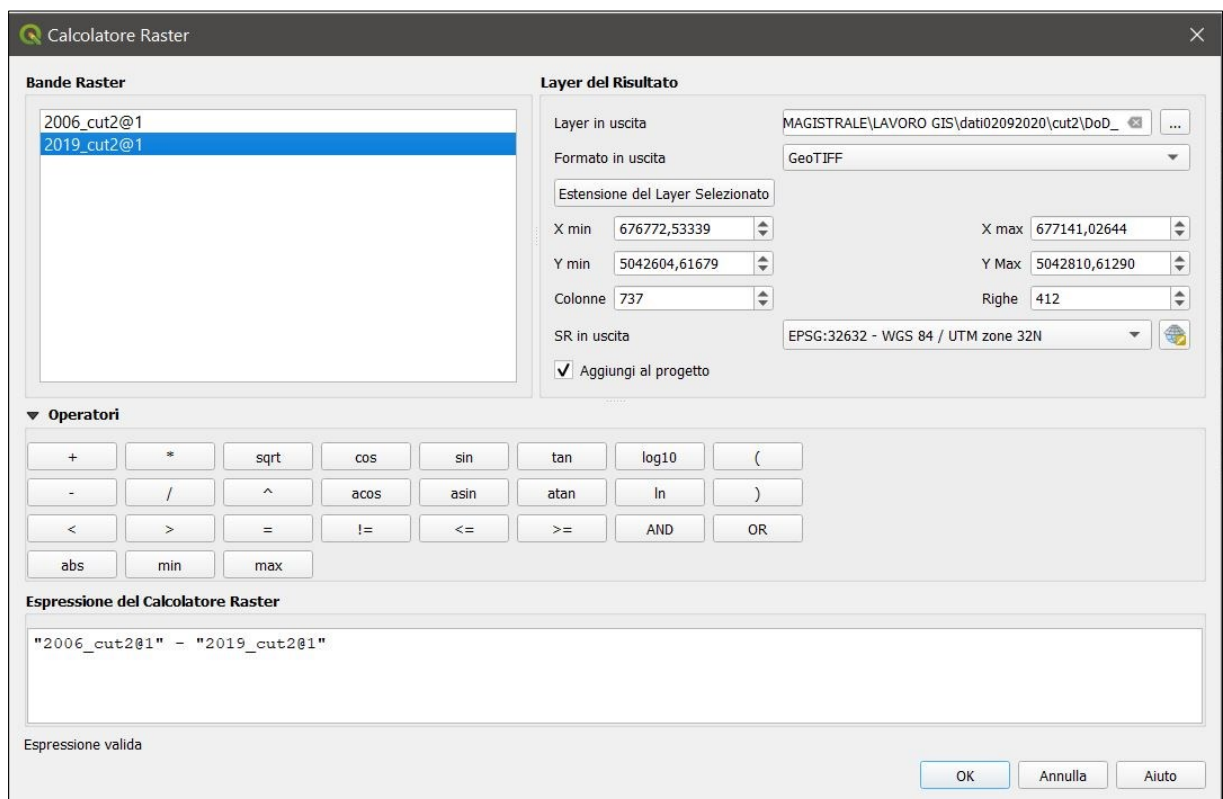 Calcolatore Raster
Bande Raster
2006_cut2@1
2019_cut2@1
Layer del Risultato
Layer in uscita MAGISTRALE\LAVORO GIS\dati02092020\cut2\DoD_ ...
Formato in uscita GeoTIFF
Estensione del Layer Selezionato
X min 676772,53339 X max 677141,02644
Y min 5042604,61679 Y Max 5042810,61290
Colonne 737 Righe 412
SR in uscita EPSG:32632 - WGS 84 / UTM zone 32N
Aggiungi al progetto
Operatori
+ * sqrt cos sin tan log10 (
- / ^ acos asin atan ln )
< > = != <= >= AND OR
abs min max
Espressione del Calcolatore Raster
"2006_cut2@1" - "2019_cut2@1"
Espressione valida
OK Annulla Aiuto